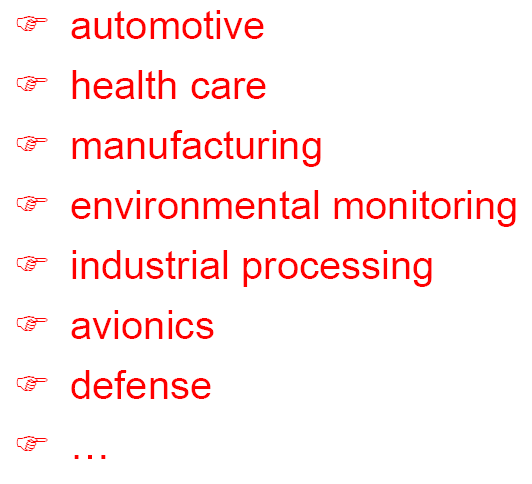 ☞ automotive
☞ health care
☞ manufacturing
☞ environmental monitoring
☞ industrial processing
☞ avionics
☞ defense
☞ …